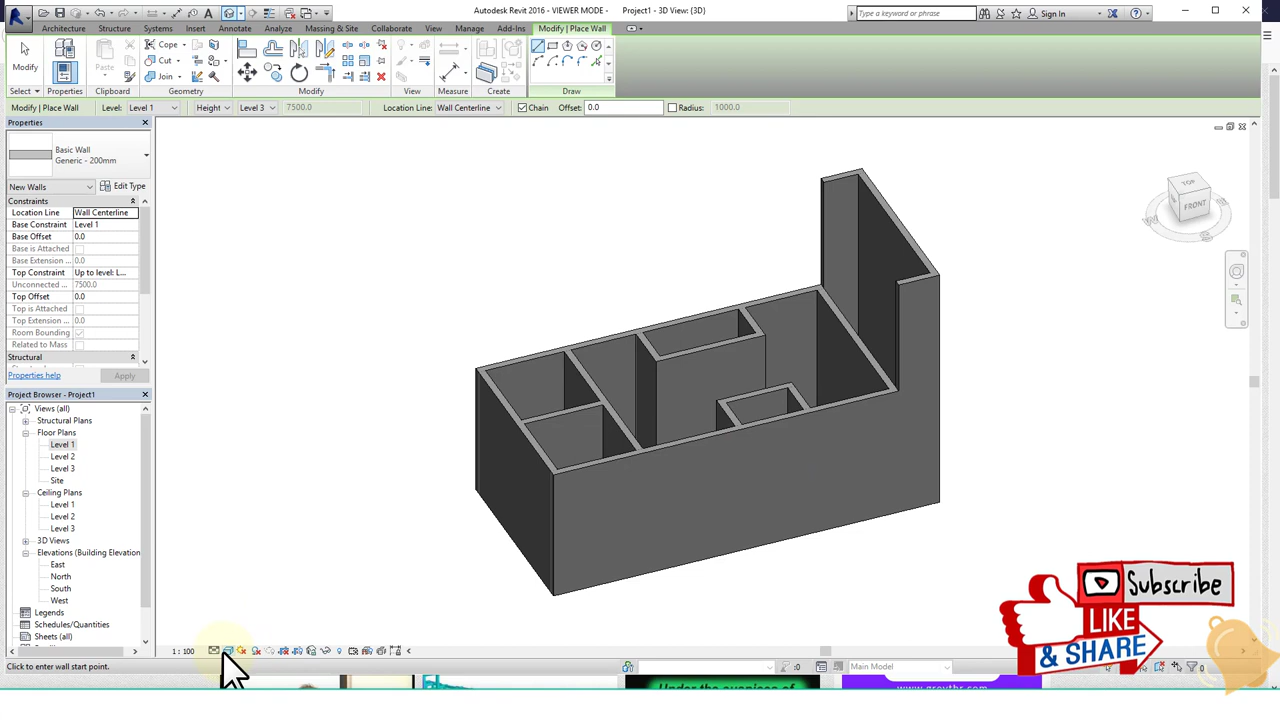 Autodesk Revit 2016 - VIEWER MODE - Project1 - 3D View: {3D}
Type a keyword or phrase
Sign In
Architecture Structure Systems Insert Annotate Analyze Massing & Site Collaborate View Manage Add-Ins Modify | Place Wall
Modify
Paste
Cope
Cut
Join
Select Properties Clipboard Geometry Modify View Measure Create Draw
Modify | Place Wall Level: Level 1 Height Level 3 7500.0 Location Line: Wall Centerline Chain Offset: 0.0 Radius: 1000.0
Properties
Basic Wall
Generic - 200mm
New Walls Edit Type
Constraints
Location Line Wall Centerline
Base Constraint Level 1
Base Offset 0.0
Base is Attached
Base Extension ... 0.0
Top Constraint Up to level: L...
Unconnected ... 7500.0
Top Offset 0.0
Top is Attached
Top Extension ... 0.0
Room Bounding
Related to Mass
Structural
Properties help Apply
Project Browser - Project1
Views (all)
Structural Plans
Floor Plans
Level 1
Level 2
Level 3
Site
Ceiling Plans
Level 1
Level 2
Level 3
3D Views
Elevations (Building Elevation
East
North
South
West
Legends
Schedules/Quantities
Sheets (all)
TOP
FRONT
Subscribe
LIKE
& SHARE
1 : 100
Click to enter wall start point.
:0
Main Model
Under the auspices of
www.growthr.com